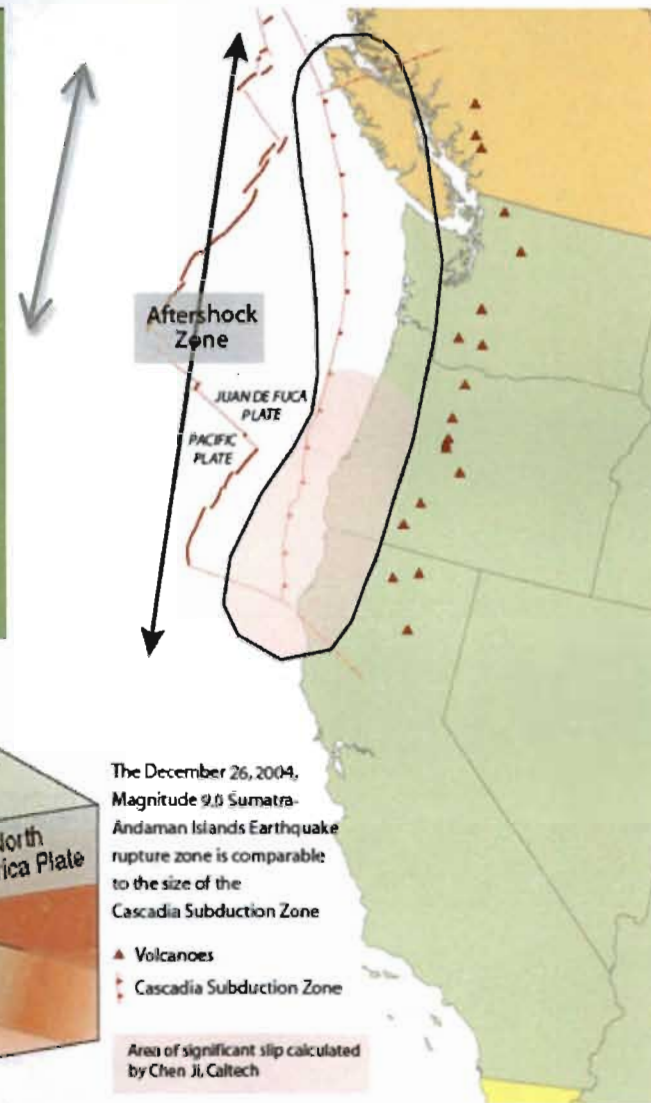 Aftershock
Zone
JUAN DE FUCA
PLATE
PACIFIC
PLATE
The December 26, 2004,
Magnitude 9.0 Sumatra-
Andaman Islands Earthquake
rupture zone is comparable
to the size of the
Cascadia Subduction Zone
Volcanoes
Cascadia Subduction Zone
Area of significant slip calculated
by Chen Ji, Caltech
North
rica Plate